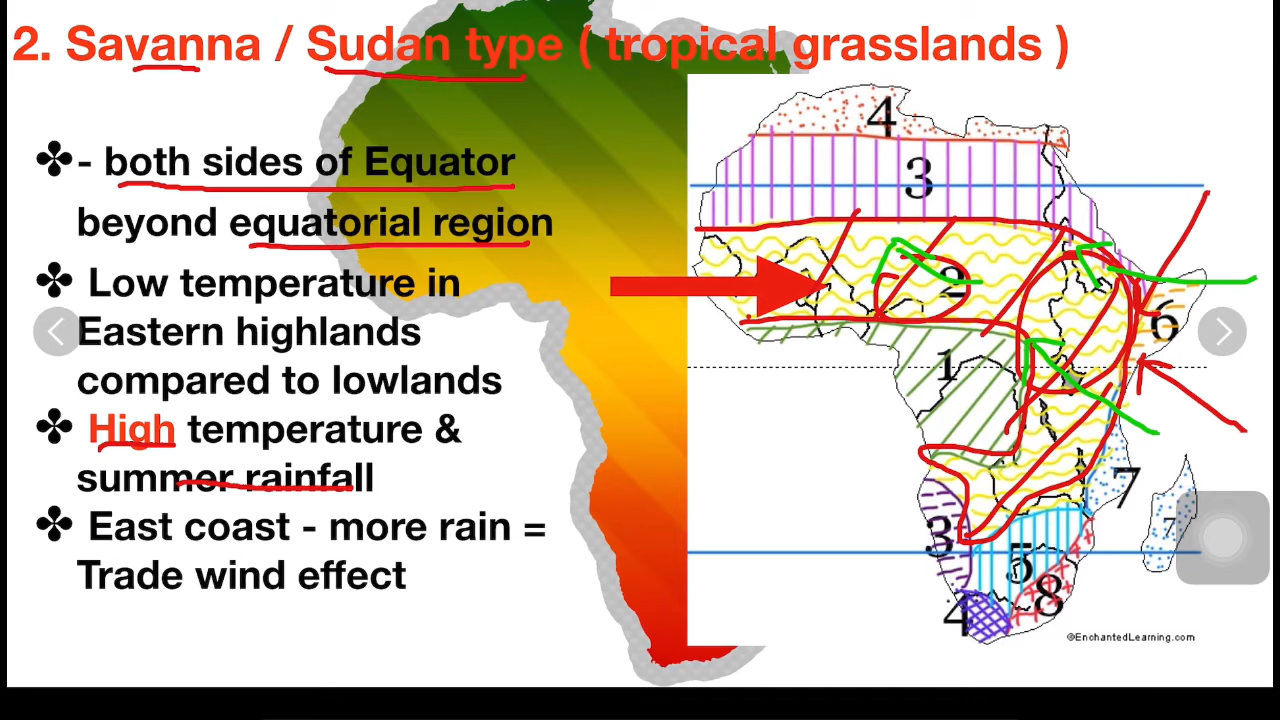 2. Savanna / Sudan type ( tropical grasslands )
✤ - both sides of Equator
beyond equatorial region
✤ Low temperature in
Eastern highlands
compared to lowlands
✤ High temperature &
summer rainfall
✤ East coast - more rain =
Trade wind effect
4
3
2
6
1
7
7
3
5
8
4
©EnchantedLearning.com